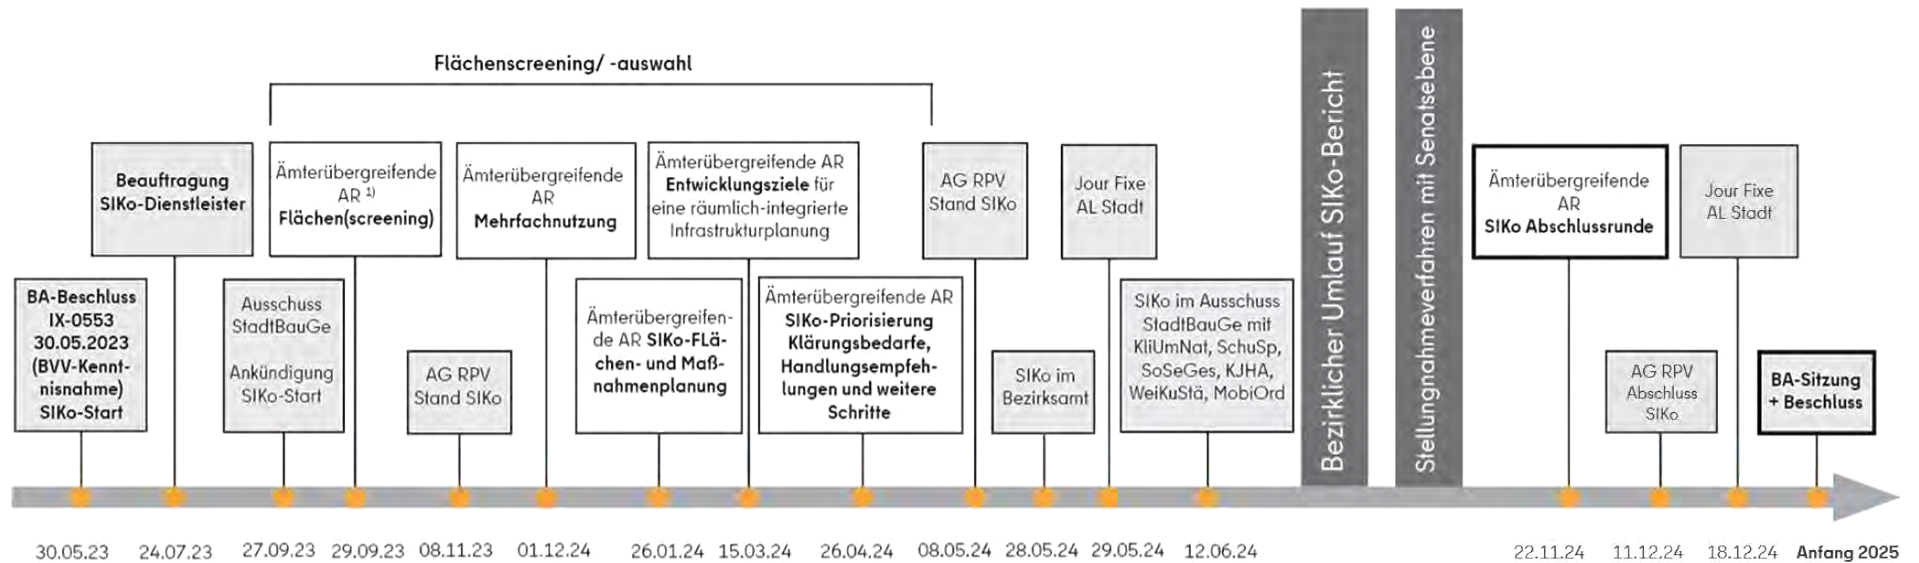 Flächenscreening/ -auswahl
Beauftragung
SIKo-Dienstleister
Ämterübergreifende
AR 1)
Flächen(screening)
Ämterübergreifende
AR
Mehrfachnutzung
Ämterübergreifende AR
Entwicklungsziele für
eine räumlich-integrierte
Infrastrukturplanung
AG RPV
Stand SIKo
Jour Fixe
AL Stadt
Bezirklicher Umlauf SIKo-Bericht
Stellungnahmeverfahren mit Senatsebene
Ämterübergreifende
AR
SIKo Abschlussrunde
Jour Fixe
AL Stadt
BA-Beschluss
IX-0553
30.05.2023
(BVV-Kennt-
nisnahme)
SIKo-Start
Ausschuss
StadtBauGe
Ankündigung
SIKo-Start
AG RPV
Stand SIKo
Ämterübergreifen-
de AR SIKo-FLä-
chen- und Maß-
nahmenplanung
Ämterübergreifende AR
SIKo-Priorisierung
Klärungsbedarfe,
Handlungsempfeh-
lungen und weitere
Schritte
SIKo im
Bezirksamt
SIKo im Ausschuss
StadtBauGe mit
KliUmNat, SchuSp,
SoSeGes, KJHA,
WeiKuStä, MobiOrd
AG RPV
Abschluss
SIKo
BA-Sitzung
+ Beschluss
30.05.23
24.07.23
27.09.23
29.09.23
08.11.23
01.12.24
26.01.24
15.03.24
26.04.24
08.05.24
28.05.24
29.05.24
12.06.24
22.11.24
11.12.24
18.12.24
Anfang 2025